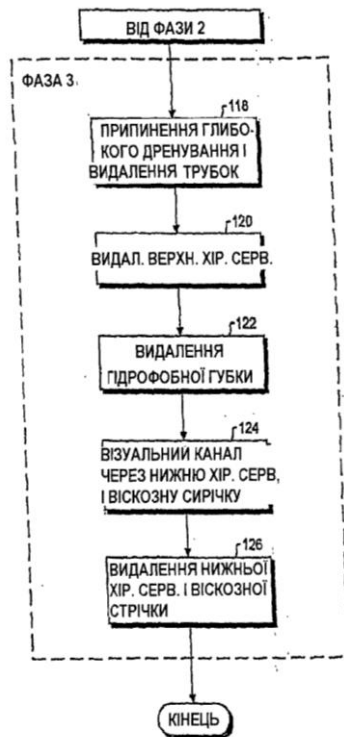 ВІД ФАЗИ 2
ФАЗА 3
118
ПРИПИНЕННЯ ГЛИБО-
КОГО ДРЕНУВАННЯ І
ВИДАЛЕННЯ ТРУБОК
120
ВИДАЛ. ВЕРХН. ХІР. СЕРВ.
122
ВИДАЛЕННЯ
ГІДРОФОБНОЇ ГУБКИ
124
ВІЗУАЛЬНИЙ КАНАЛ
ЧЕРЕЗ НИЖНЮ ХІР. СЕРВ,
І ВІСКОЗНУ СИРІЧКУ
126
ВИДАЛЕННЯ НИЖНЬОЇ
ХІР. СЕРВ. І ВІСКОЗНОЇ
СТРІЧКИ
КІНЕЦЬ